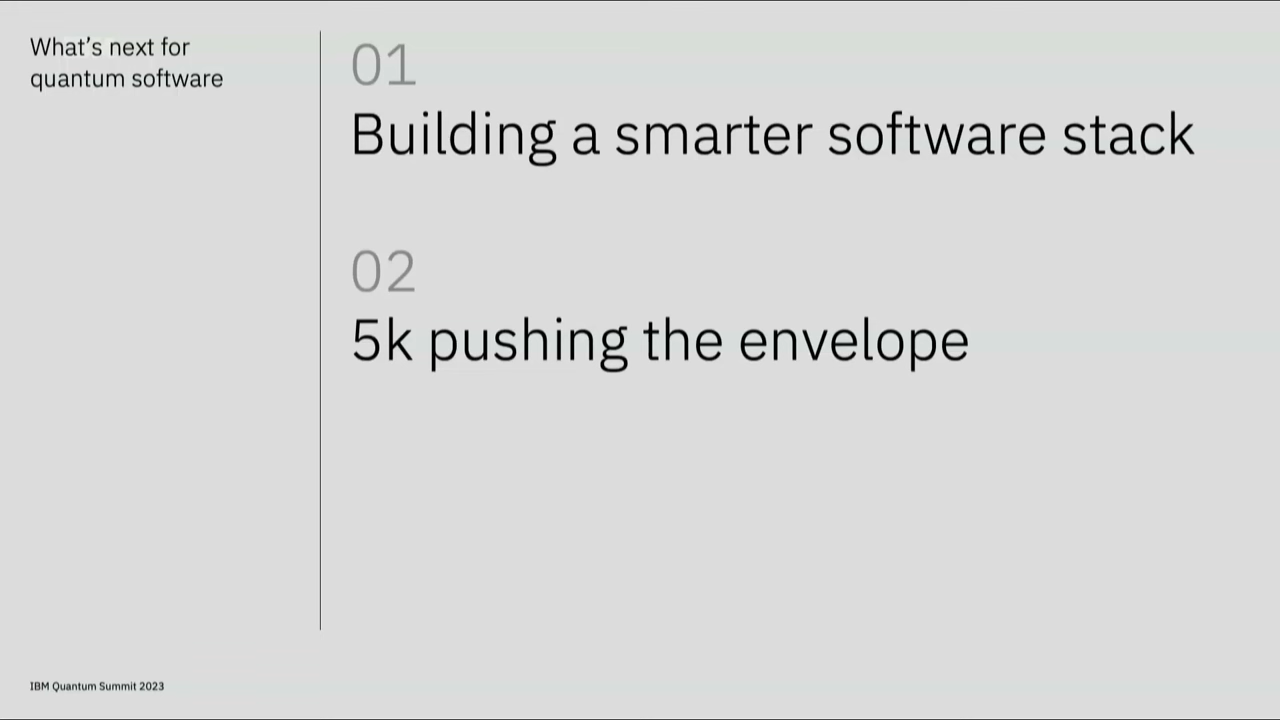 What’s next for
quantum software
01
Building a smarter software stack
02
5k pushing the envelope
IBM Quantum Summit 2023